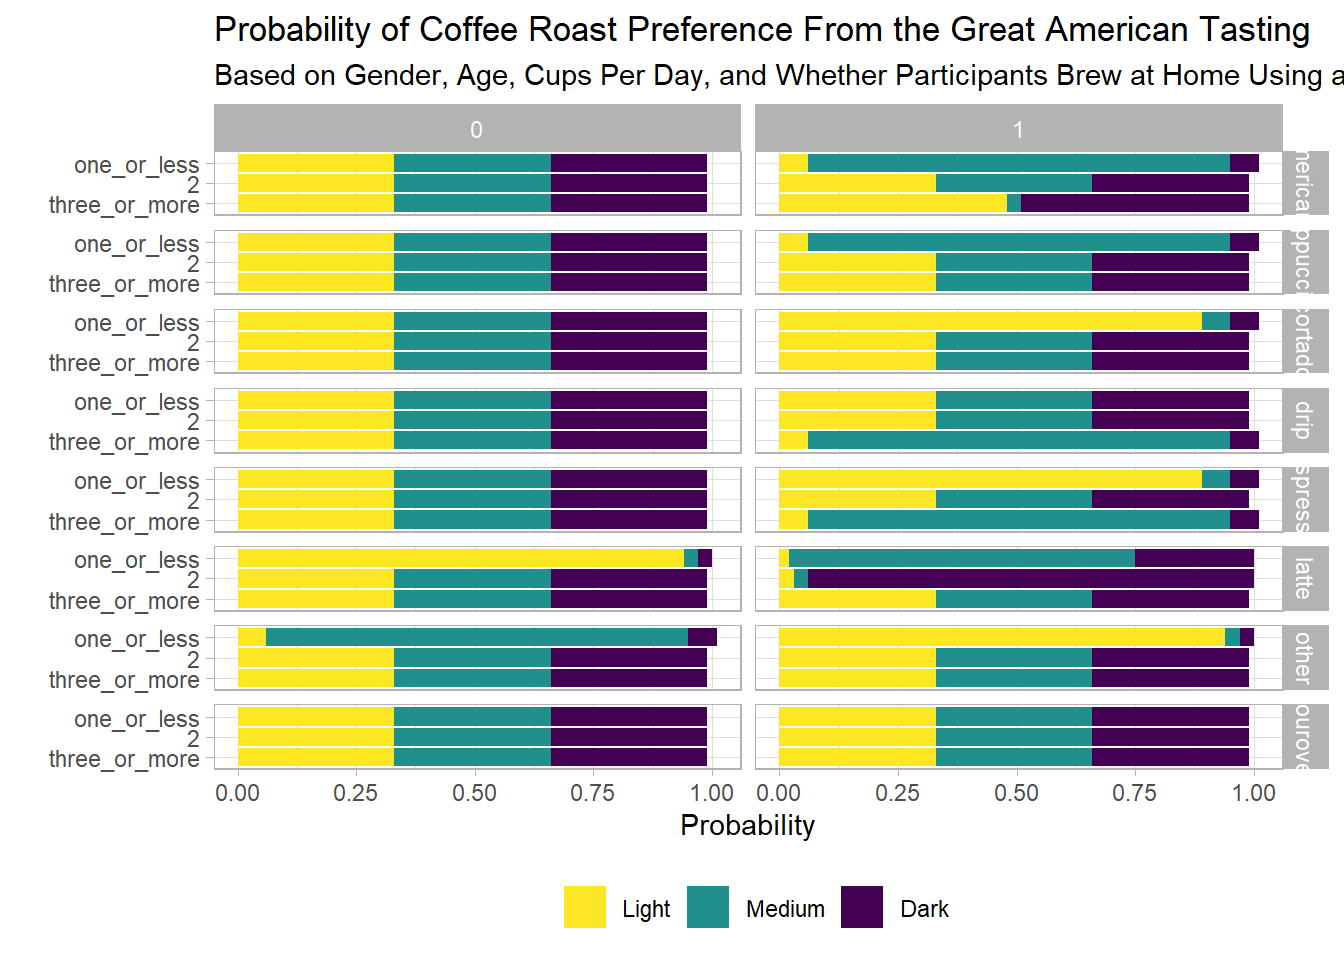 Probability of Coffee Roast Preference From the Great American Tasting
Based on Gender, Age, Cups Per Day, and Whether Participants Brew at Home Using a
0
1
one_or_less
2
three_or_more
one_or_less
2
three_or_more
one_or_less
2
three_or_more
cortado
one_or_less
2
three_or_more
drip
one_or_less
2
three_or_more
one_or_less
2
three_or_more
latte
one_or_less
2
three_or_more
other
one_or_less
2
three_or_more
0.00 0.25 0.50 0.75 1.00 0.00 0.25 0.50 0.75 1.00
Probability
Light Medium Dark